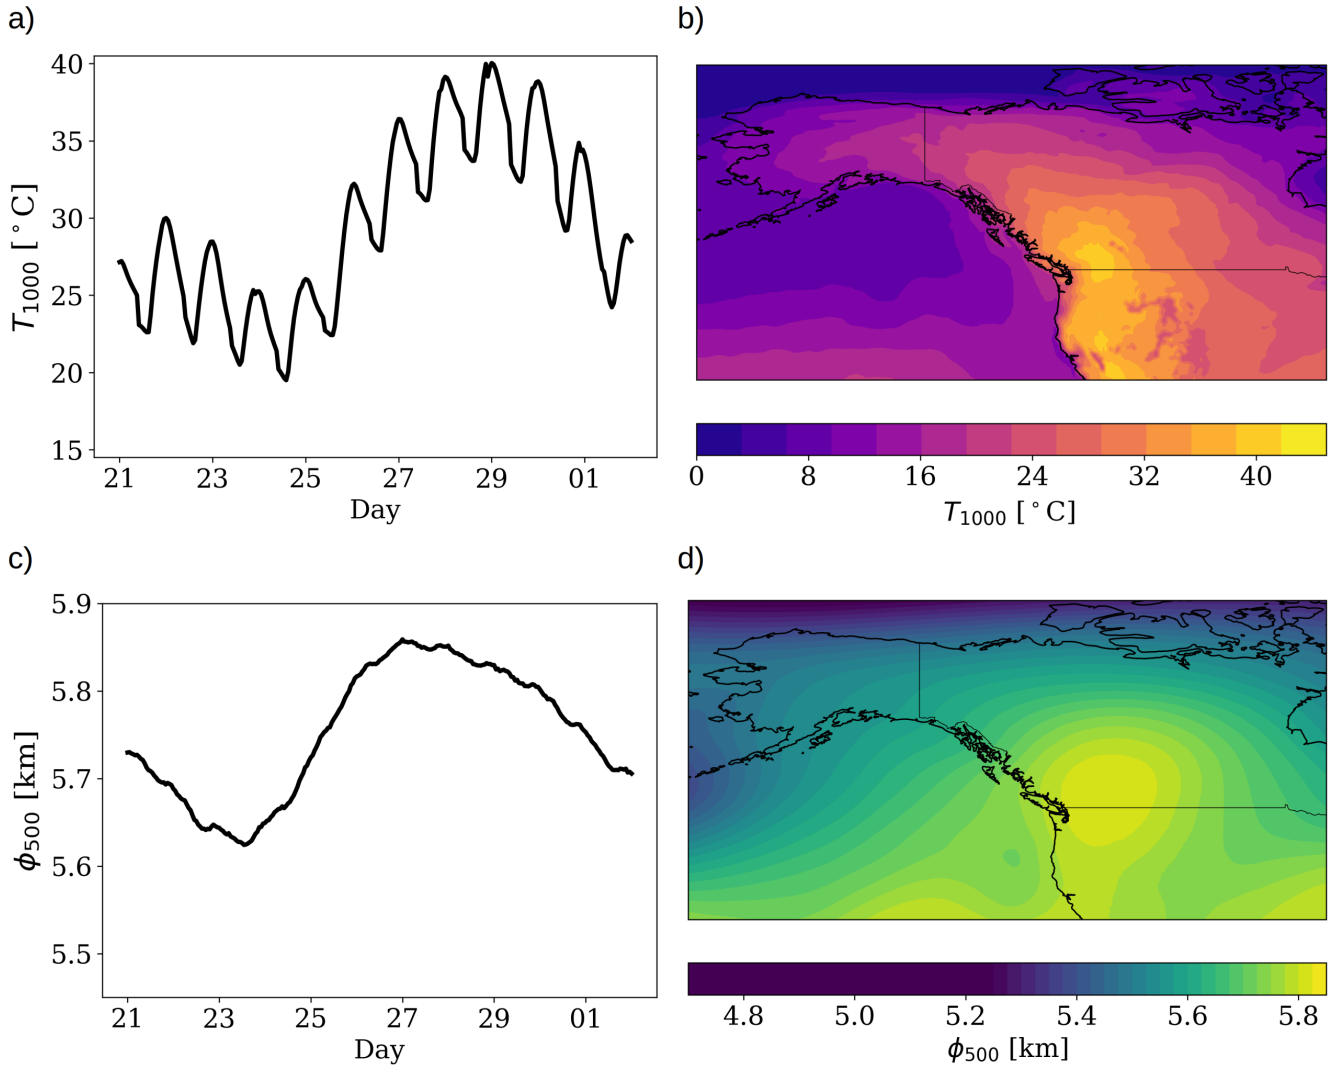 a)
40
35
30
25
20
15
T₁₀₀₀ [°C]
21 23 25 27 29 01
Day
b)
0 8 16 24 32 40
T₁₀₀₀ [°C]
c)
5.9
5.8
5.7
5.6
5.5
ϕ₅₀₀ [km]
21 23 25 27 29 01
Day
d)
4.8 5.0 5.2 5.4 5.6 5.8
ϕ₅₀₀ [km]